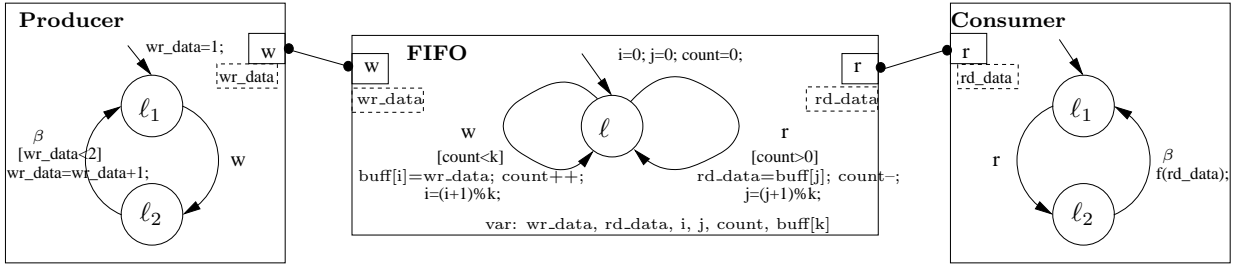 Producer
wr_data=1;
w
wr_data
ℓ1
β
[wr_data<2]
wr_data=wr_data+1;
w
ℓ2
FIFO
w
wr_data
i=0; j=0; count=0;
r
rd_data
ℓ
w
[count<k]
buff[i]=wr_data; count++;
i=(i+1)%k;
r
[count>0]
rd_data=buff[j]; count–;
j=(j+1)%k;
var: wr_data, rd_data, i, j, count, buff[k]
Consumer
r
rd_data
ℓ1
r
β
f(rd_data);
ℓ2